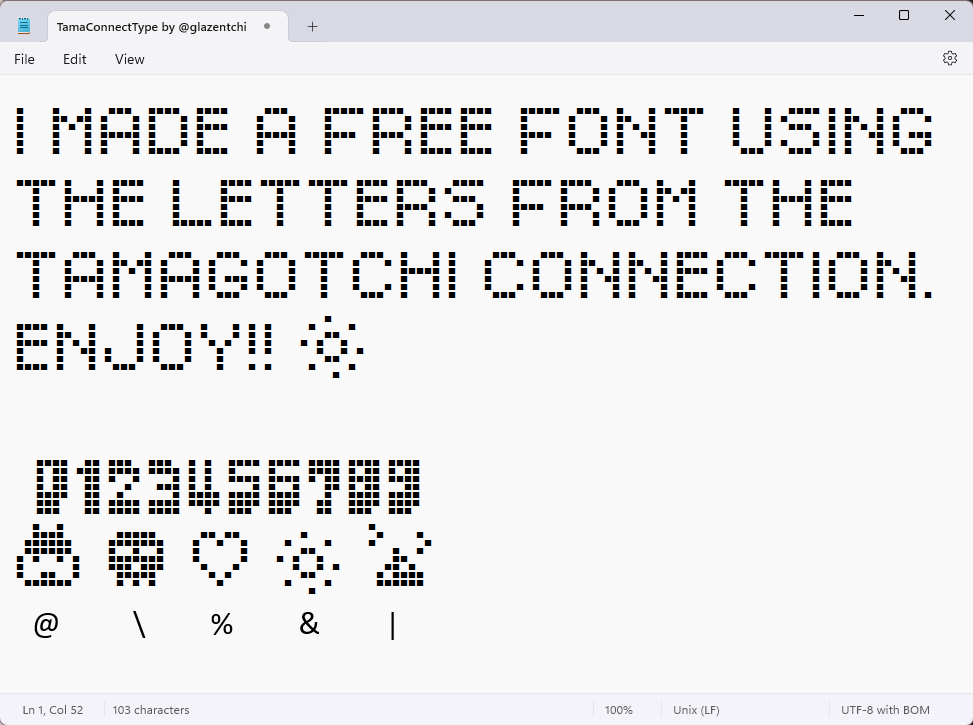 TamaConnectType by @glazentchi
File Edit View
I MADE A FREE FONT USING
THE LETTERS FROM THE
TAMAGOTCHI CONNECTION.
ENJOY!!
0123456789
@ \ % & |
Ln 1, Col 52 103 characters 100% Unix (LF) UTF-8 with BOM